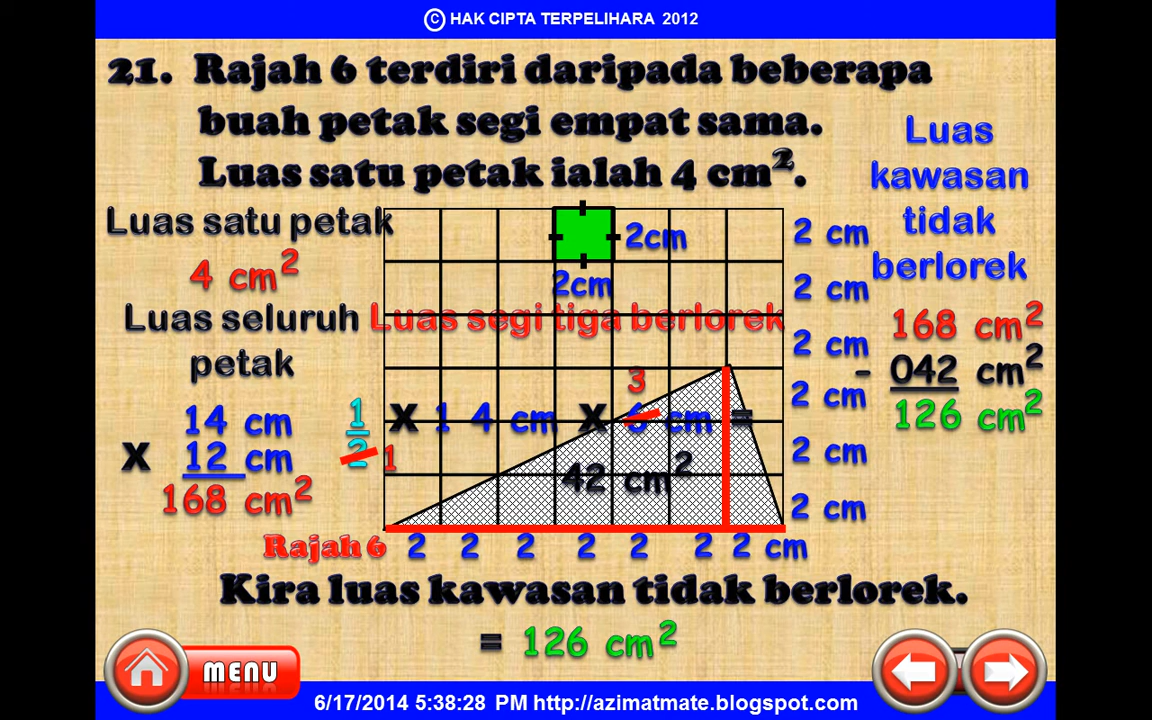 © HAK CIPTA TERPELIHARA 2012
21. Rajah 6 terdiri daripada beberapa
buah petak segi empat sama.
Luas satu petak ialah 4 cm².
Luas satu petak
4 cm²
Luas seluruh
petak
14 cm
X 12 cm
168 cm²
2cm
2cm
Luas segi tiga berlorek
3
1 X 1 4 cm X 6 cm =
2 1
42 cm²
2 cm
2 cm
2 cm
2 cm
2 cm
2 cm
Luas
kawasan
tidak
berlorek
168 cm²
- 042 cm²
126 cm²
Rajah 6 2 2 2 2 2 2 2 cm
Kira luas kawasan tidak berlorek.
= 126 cm²
MENU
6/17/2014 5:38:28 PM http://azimatmate.blogspot.com